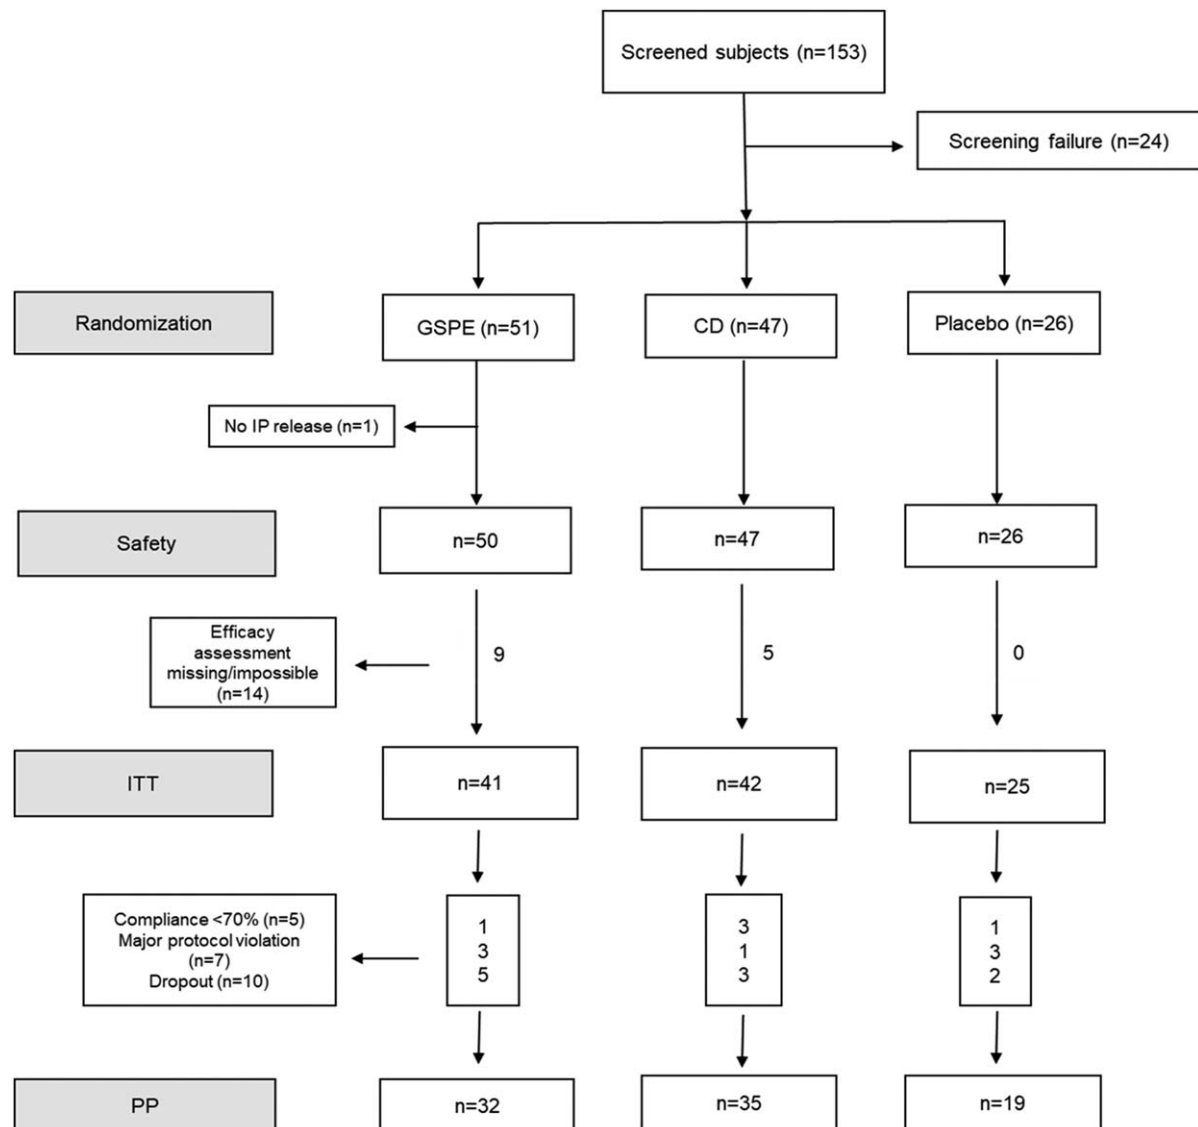 Screened subjects (n=153)
Screening failure (n=24)
Randomization
GSPE (n=51)
CD (n=47)
Placebo (n=26)
No IP release (n=1)
Safety
n=50
n=47
n=26
Efficacy
assessment
missing/impossible
(n=14)
9
5
0
ITT
n=41
n=42
n=25
Compliance <70% (n=5)
Major protocol violation
(n=7)
Dropout (n=10)
1
3
5
3
1
3
1
3
2
PP
n=32
n=35
n=19